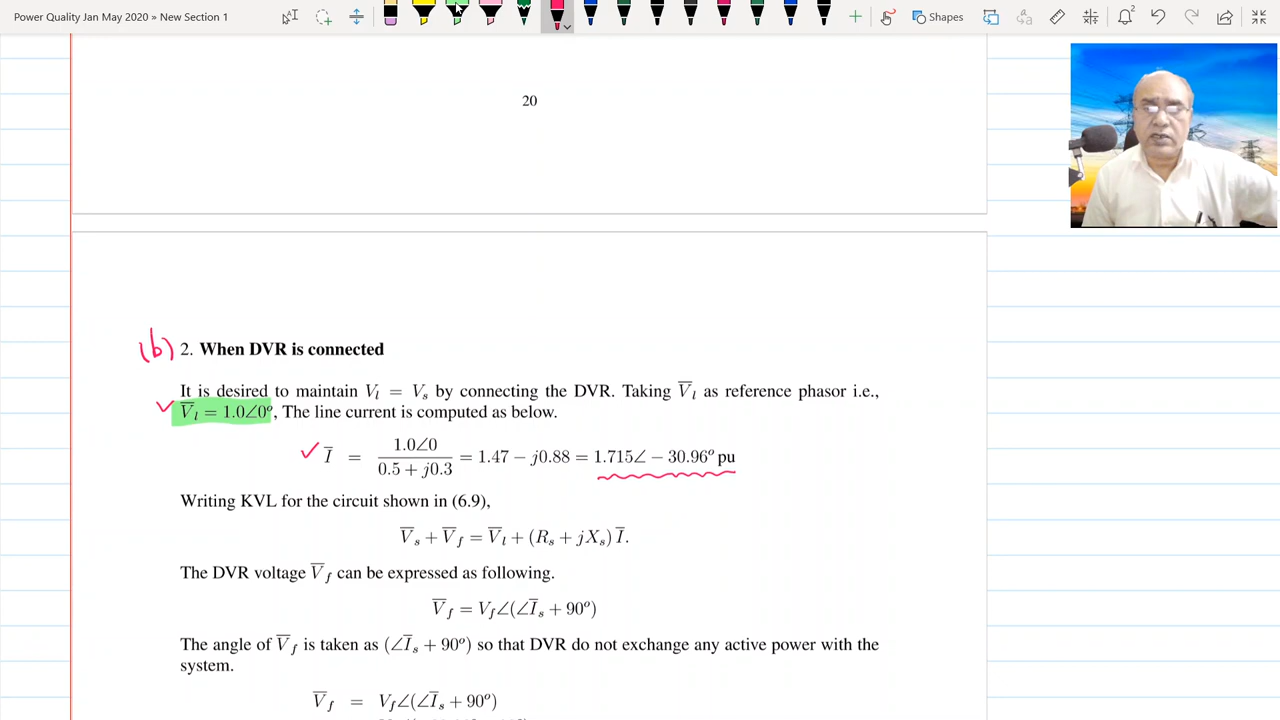 Power Quality Jan May 2020 » New Section 1
Shapes
2
20
(b) 2. When DVR is connected
It is desired to maintain V_l = V_s by connecting the DVR. Taking V̅_l as reference phasor i.e.,
V̅_l = 1.0∠0°, The line current is computed as below.
I̅ = 1.0∠0 / (0.5 + j0.3) = 1.47 − j0.88 = 1.715∠ − 30.96° pu
Writing KVL for the circuit shown in (6.9),
V̅_s + V̅_f = V̅_l + (R_s + jX_s) I̅.
The DVR voltage V̅_f can be expressed as following.
V̅_f = V_f∠(∠I̅_s + 90°)
The angle of V̅_f is taken as (∠I̅_s + 90°) so that DVR do not exchange any active power with the
system.
V̅_f = V_f∠(∠I̅_s + 90°)